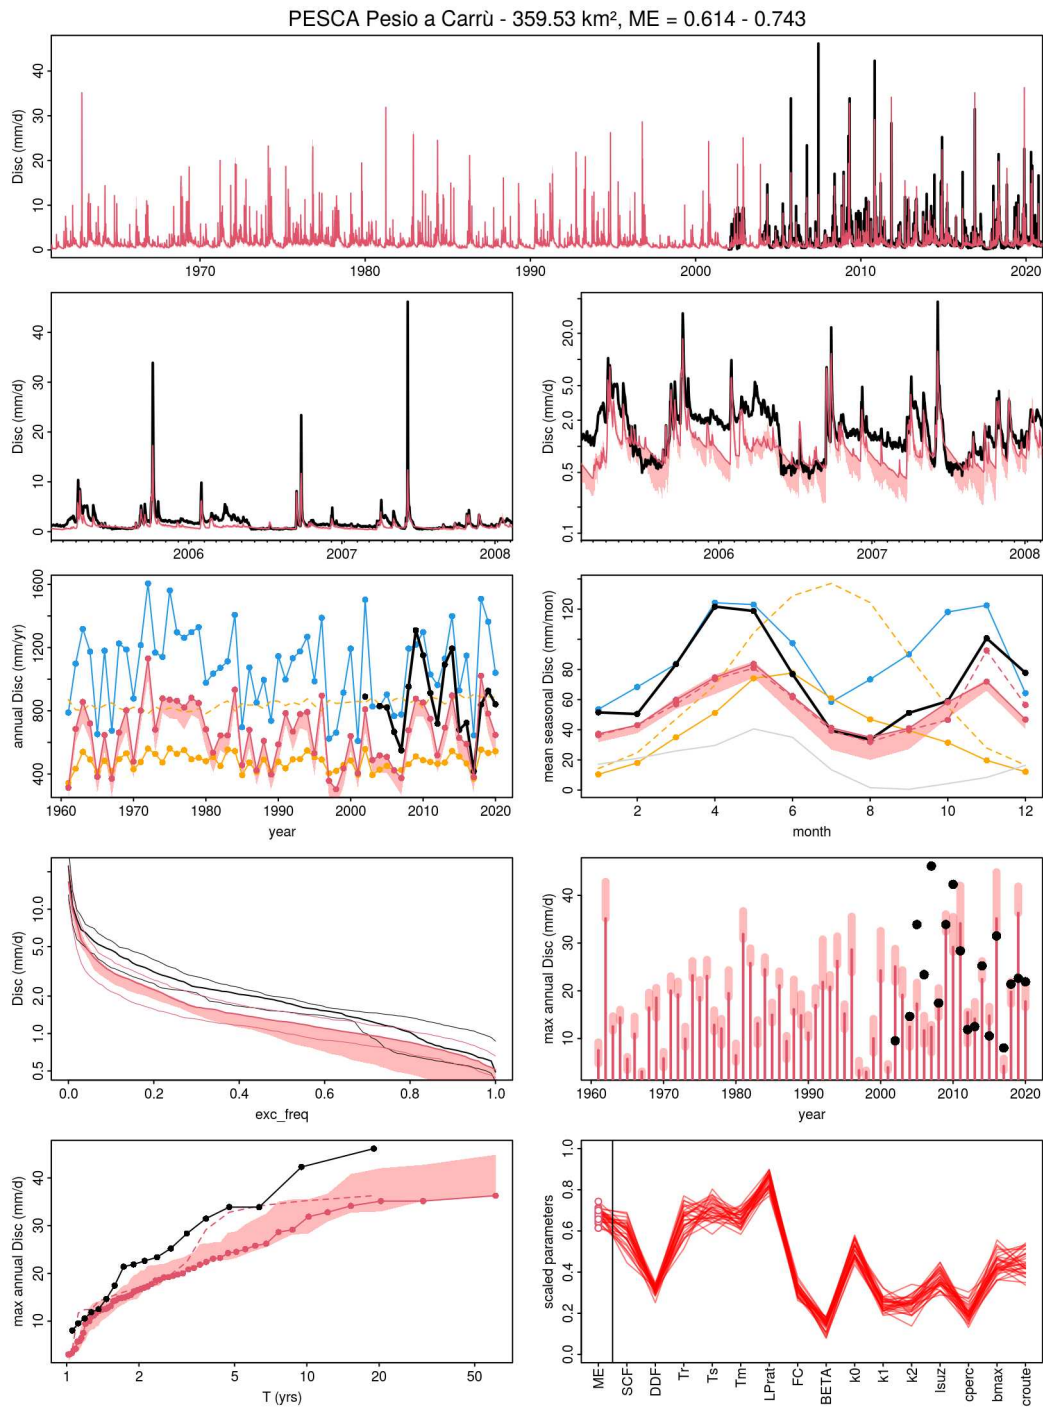 PESCA Pesio a Carrù - 359.53 km², ME = 0.614 - 0.743
Disc (mm/d)
0 10 20 30 40
1970 1980 1990 2000 2010 2020
Disc (mm/d)
0 10 20 30 40
2006 2007 2008
Disc (mm/d)
0.1 0.5 1.0 2.0 5.0 20.0
2006 2007 2008
annual Disc (mm/yr)
400 800 1200 1600
1960 1970 1980 1990 2000 2010 2020
year
mean seasonal Disc (mm/mon)
0 20 40 60 80 120
2 4 6 8 10 12
month
Disc (mm/d)
0.5 1.0 2.0 5.0 10.0
0.0 0.2 0.4 0.6 0.8 1.0
exc_freq
max annual Disc (mm/d)
10 20 30 40
1960 1970 1980 1990 2000 2010 2020
year
max annual Disc (mm/d)
10 20 30 40
1 2 5 10 20 50
T (yrs)
scaled parameters
0.0 0.2 0.4 0.6 0.8 1.0
ME SCF DDF Tr Ts Tm LPrat FC BETA k0 k1 k2 lsuz cperc bmax croute